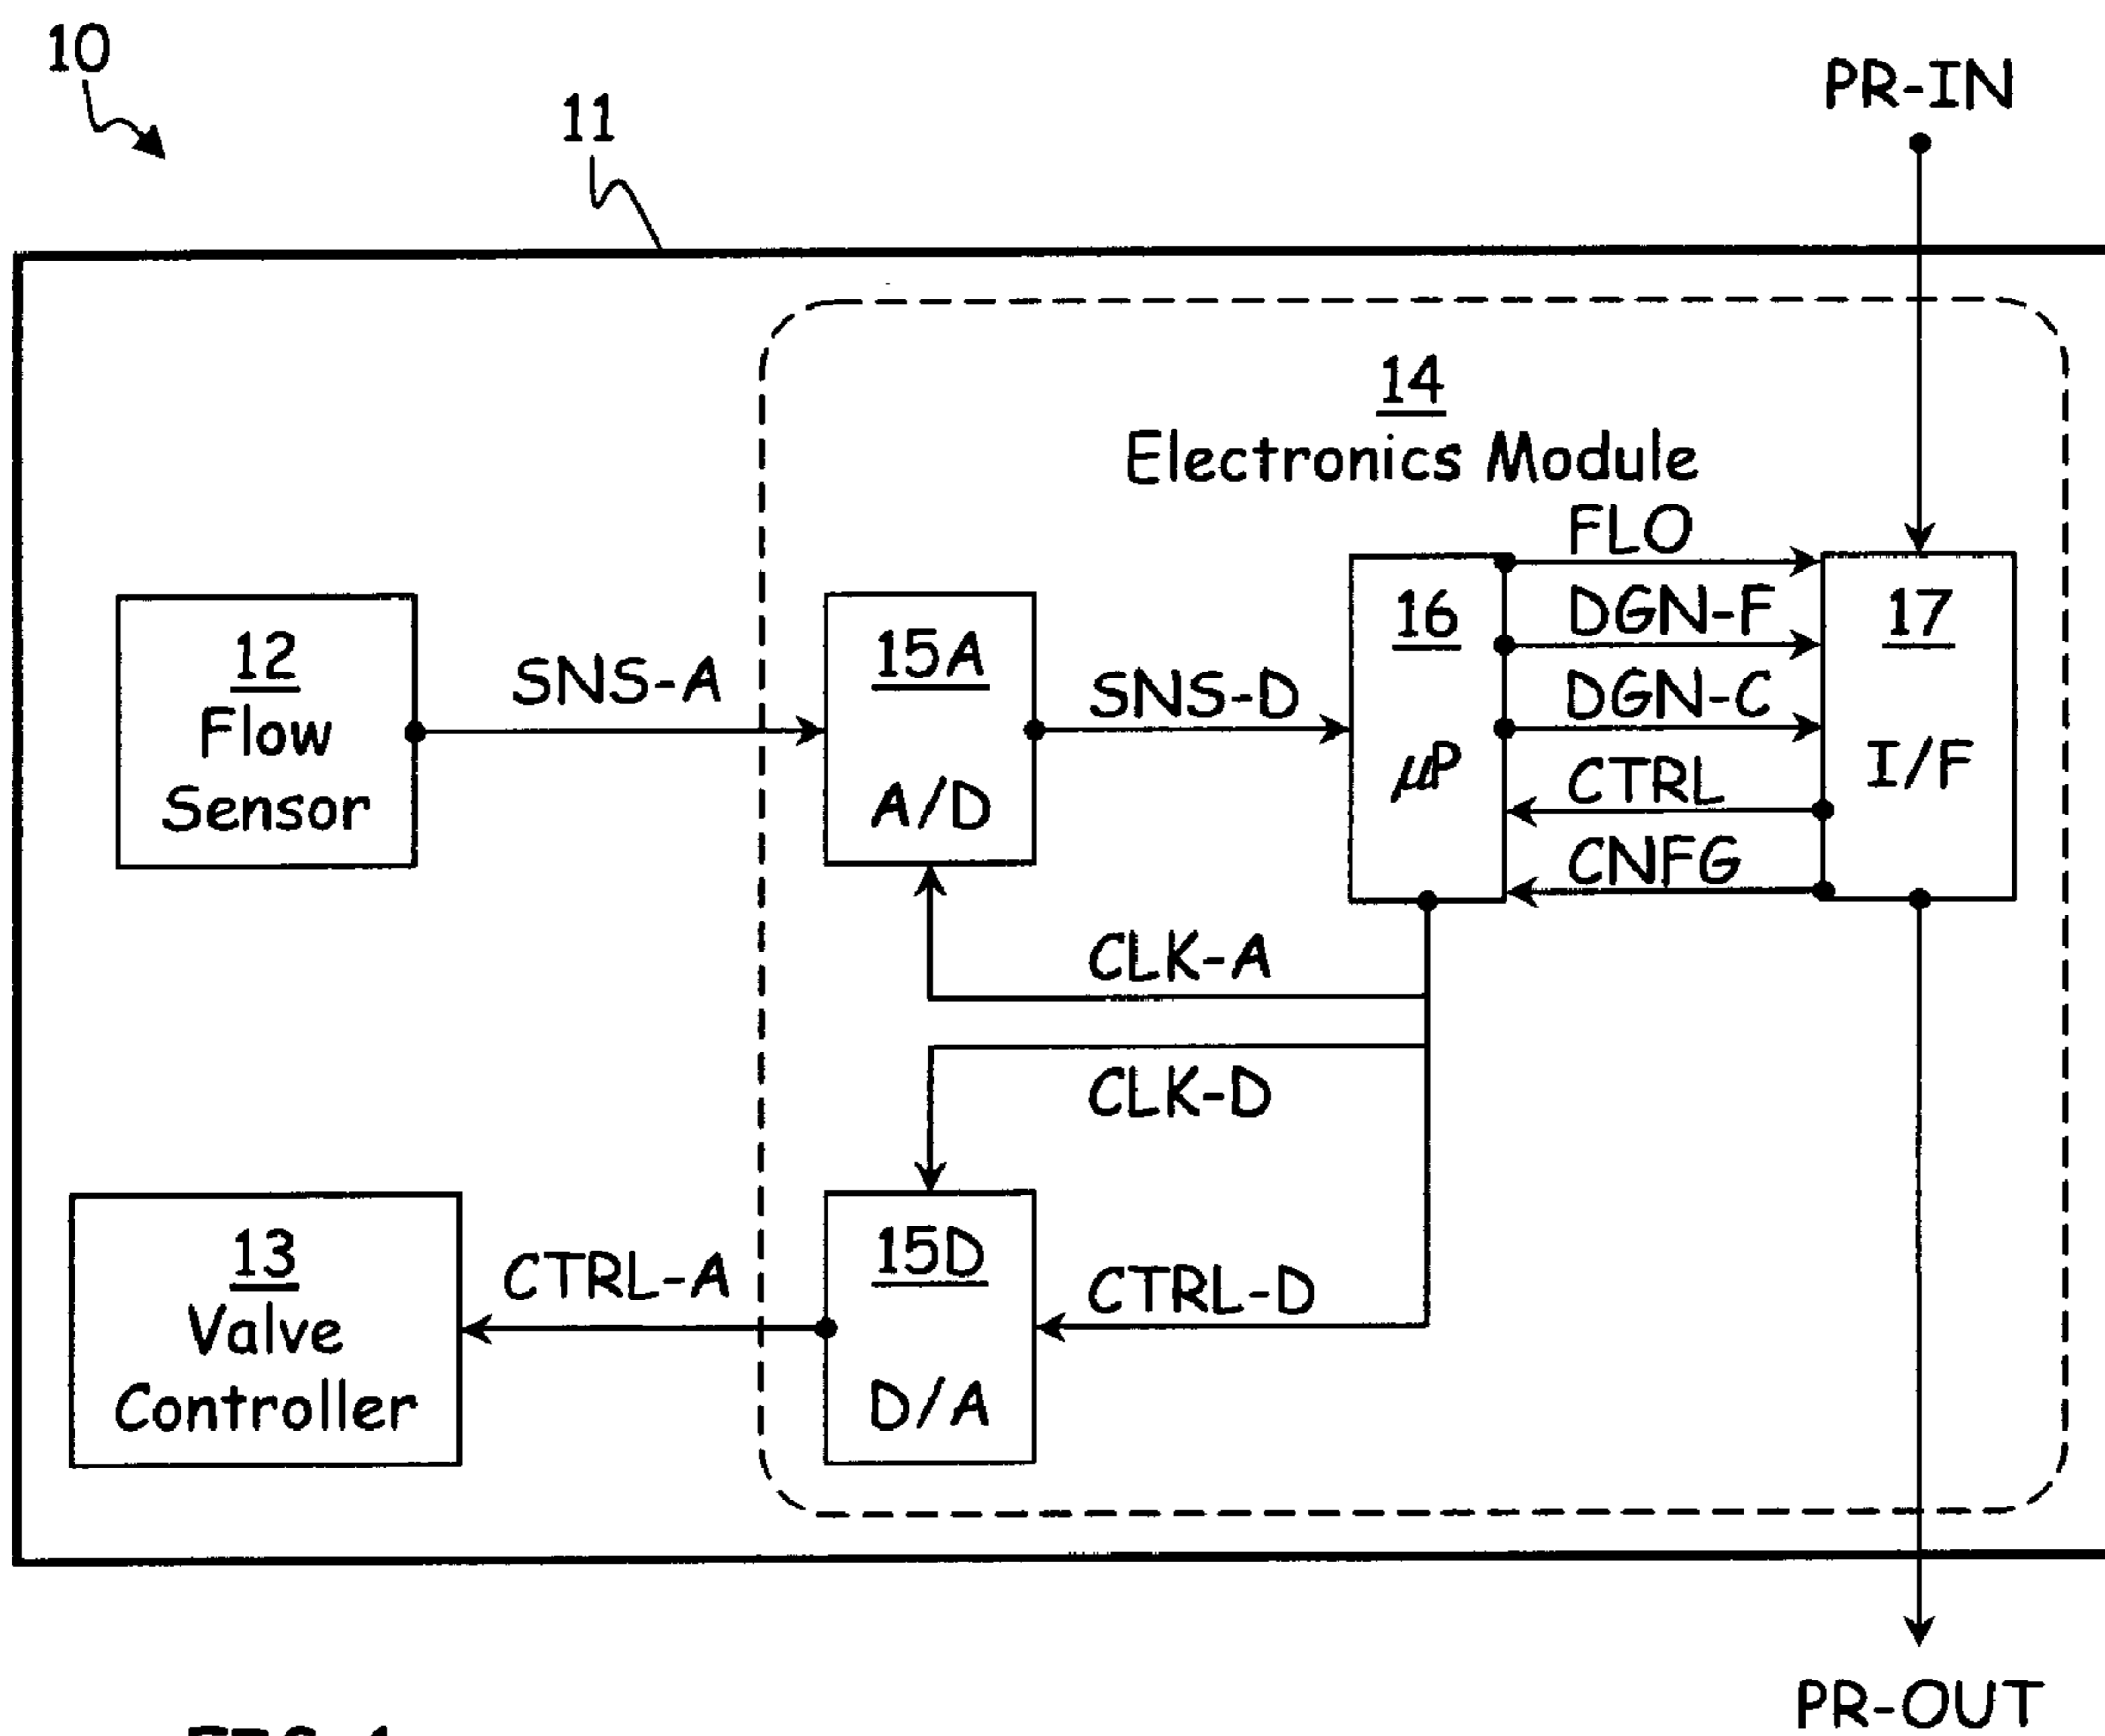 10
11
PR-IN
14
Electronics Module
FLO
DGN-F
DGN-C
CTRL
CNFG
12
Flow
Sensor
SNS-A
15A
A/D
SNS-D
16
µP
17
I/F
CLK-A
CLK-D
13
Valve
Controller
CTRL-A
15D
D/A
CTRL-D
PR-OUT